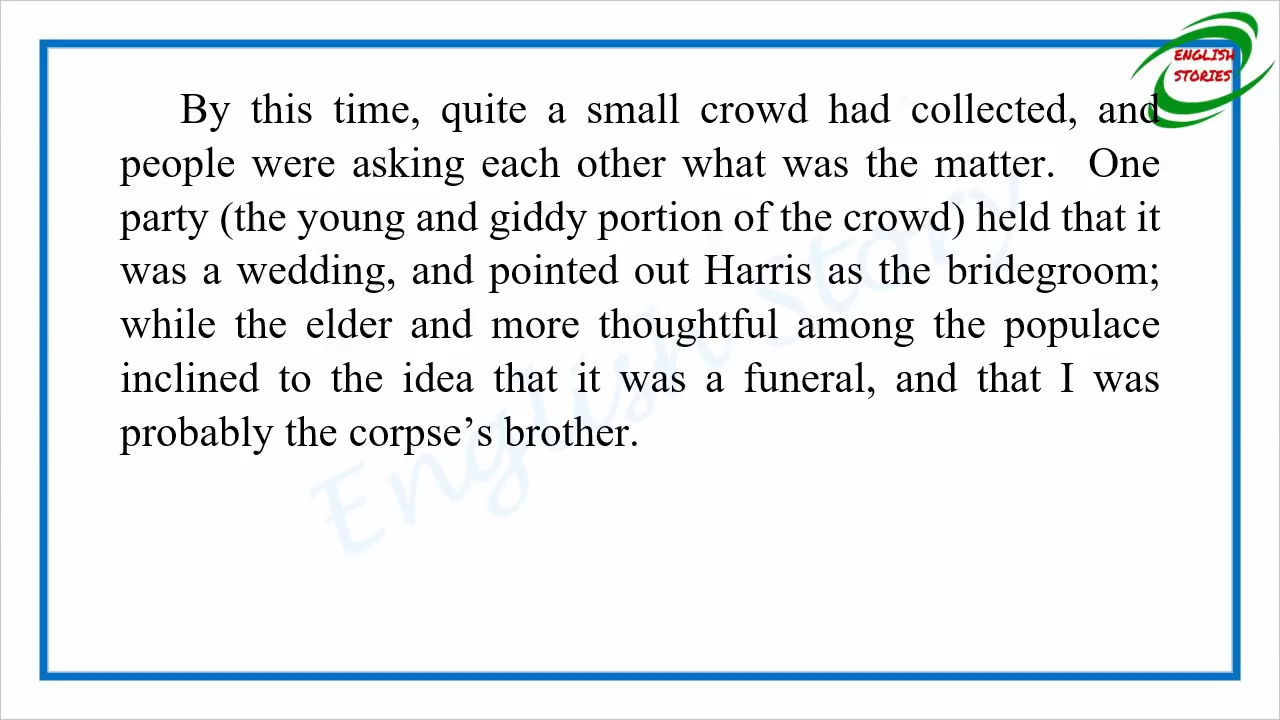 ENGLISH
STORIES
By this time, quite a small crowd had collected, and
people were asking each other what was the matter.  One
party (the young and giddy portion of the crowd) held that it
was a wedding, and pointed out Harris as the bridegroom;
while the elder and more thoughtful among the populace
inclined to the idea that it was a funeral, and that I was
probably the corpse’s brother.
English Story